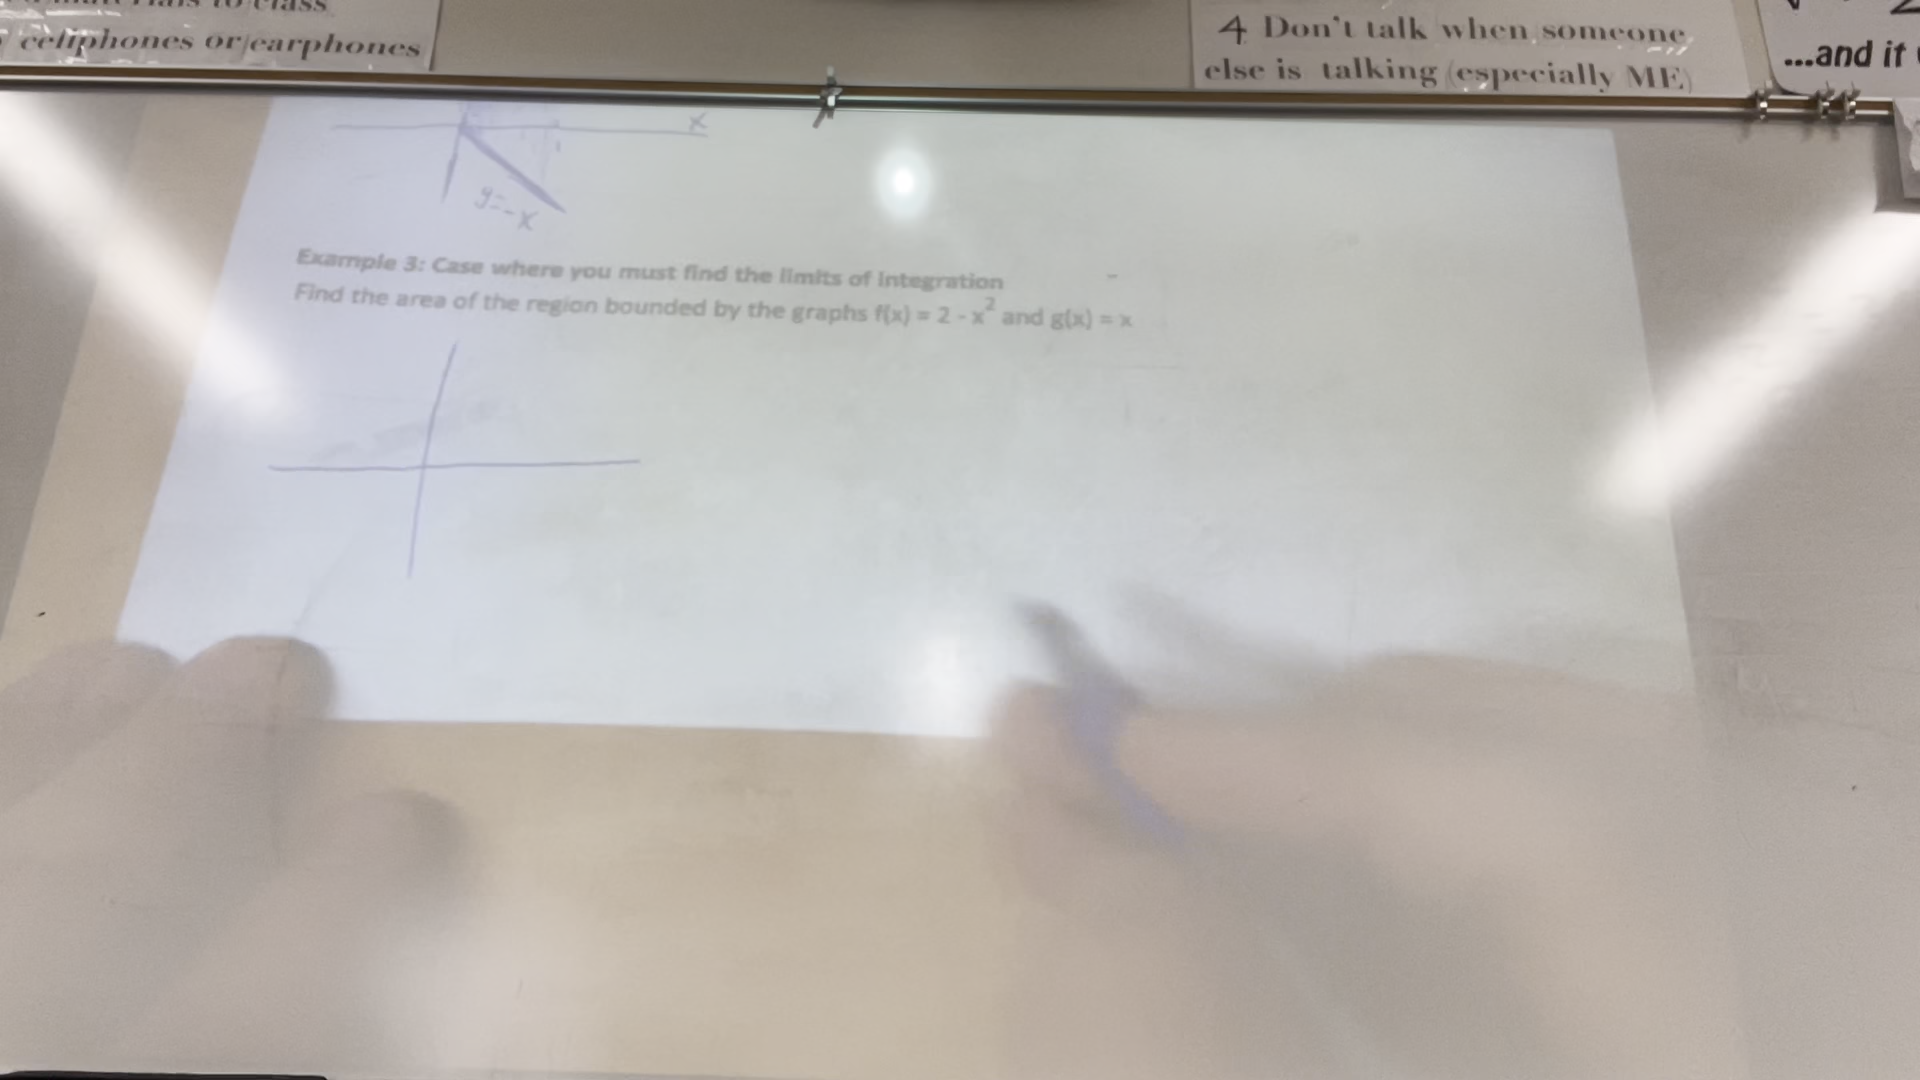 to class
cellphones or earphones
4 Don't talk when someone
else is talking (especially ME)
...and it
x
y=-x
Example 3: Case where you must find the limits of integration
Find the area of the region bounded by the graphs f(x) = 2 - x² and g(x) = x